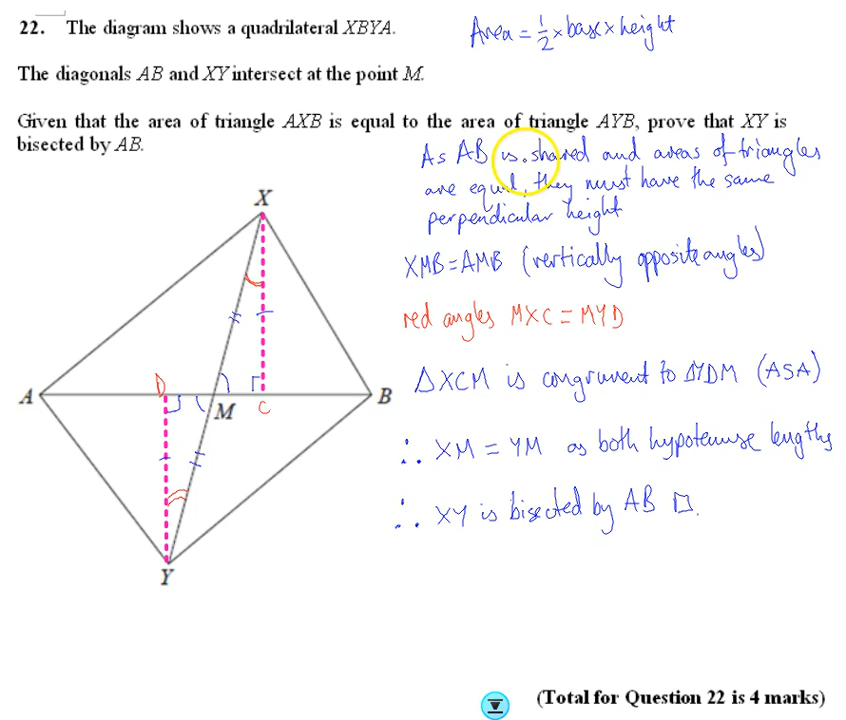 22. The diagram shows a quadrilateral XBYA.
Area = 1/2 × base × height
The diagonals AB and XY intersect at the point M.
Given that the area of triangle AXB is equal to the area of triangle AYB, prove that XY is
bisected by AB.
As AB is shared and areas of triangles
are equal, they must have the same
perpendicular height
XMB = AMB (vertically opposite angles)
red angles MXC = MYD
△XCM is congruent to △YDM (ASA)
∴ XM = YM as both hypotenuse lengths
∴ XY is bisected by AB □.
X
A
D
M
C
B
Y
(Total for Question 22 is 4 marks)